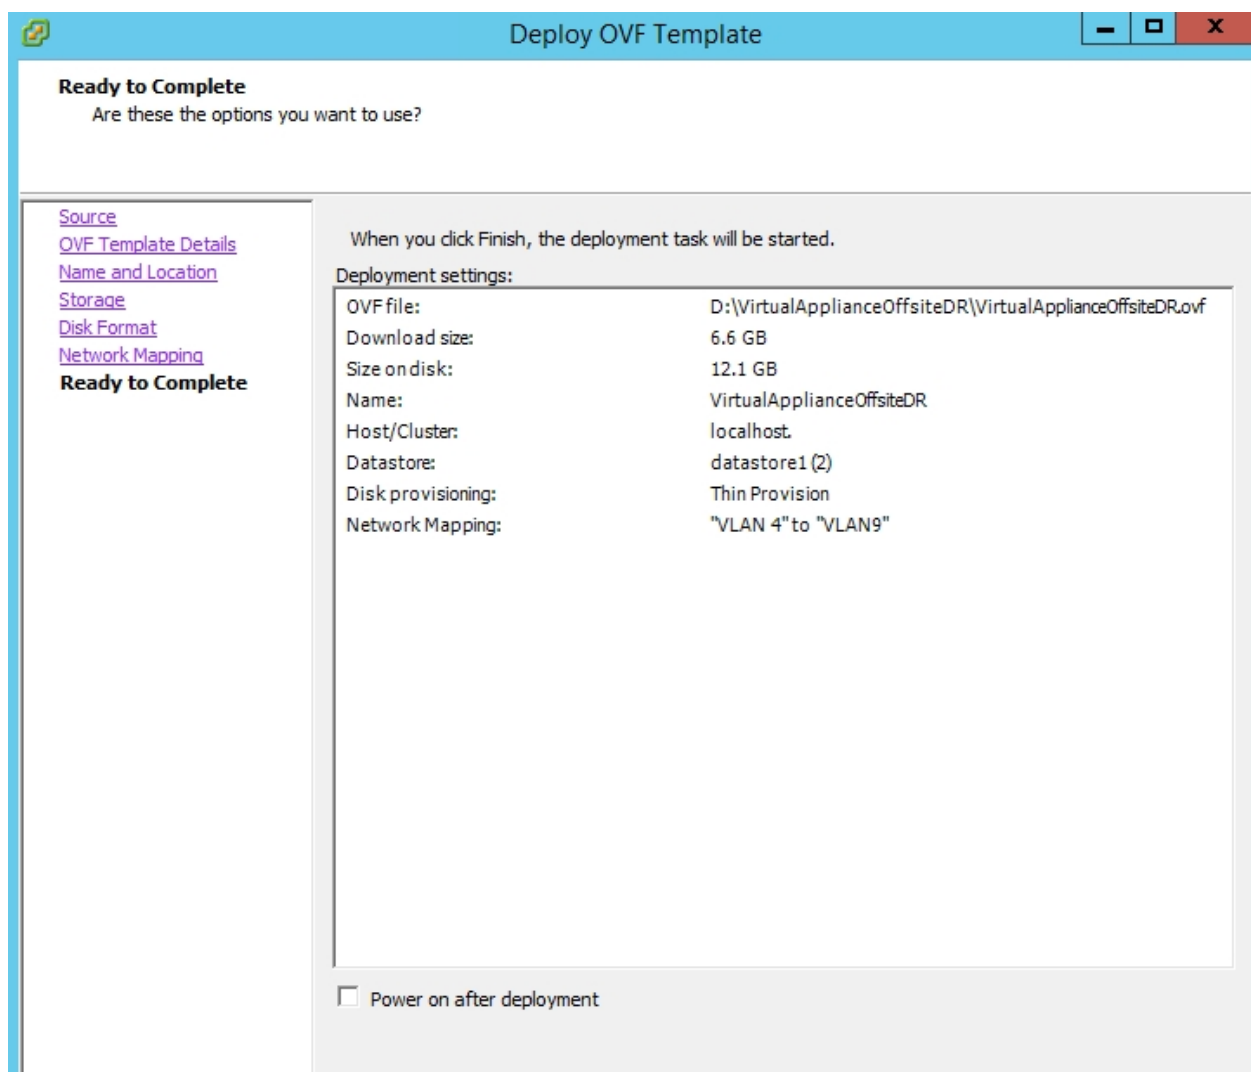 Deploy OVF Template
Ready to Complete
Are these the options you want to use?
Source
OVF Template Details
Name and Location
Storage
Disk Format
Network Mapping
Ready to Complete
When you click Finish, the deployment task will be started.
Deployment settings:
OVF file: D:\VirtualApplianceOffsiteDR\VirtualApplianceOffsiteDR.ovf
Download size: 6.6 GB
Size on disk: 12.1 GB
Name: VirtualApplianceOffsiteDR
Host/Cluster: localhost.
Datastore: datastore1 (2)
Disk provisioning: Thin Provision
Network Mapping: "VLAN 4" to "VLAN9"
Power on after deployment